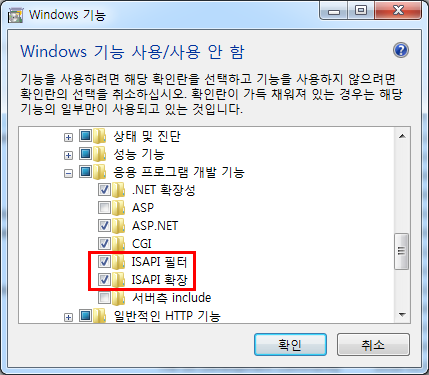 Windows 기능
Windows 기능 사용/사용 안 함
기능을 사용하려면 해당 확인란을 선택하고 기능을 사용하지 않으려면
확인란의 선택을 취소하십시오. 확인란이 가득 채워져 있는 경우는 해당
기능의 일부만이 사용되고 있는 것입니다.
상태 및 진단
성능 기능
응용 프로그램 개발 기능
.NET 확장성
ASP
ASP.NET
CGI
ISAPI 필터
ISAPI 확장
서버측 include
일반적인 HTTP 기능
확인
취소